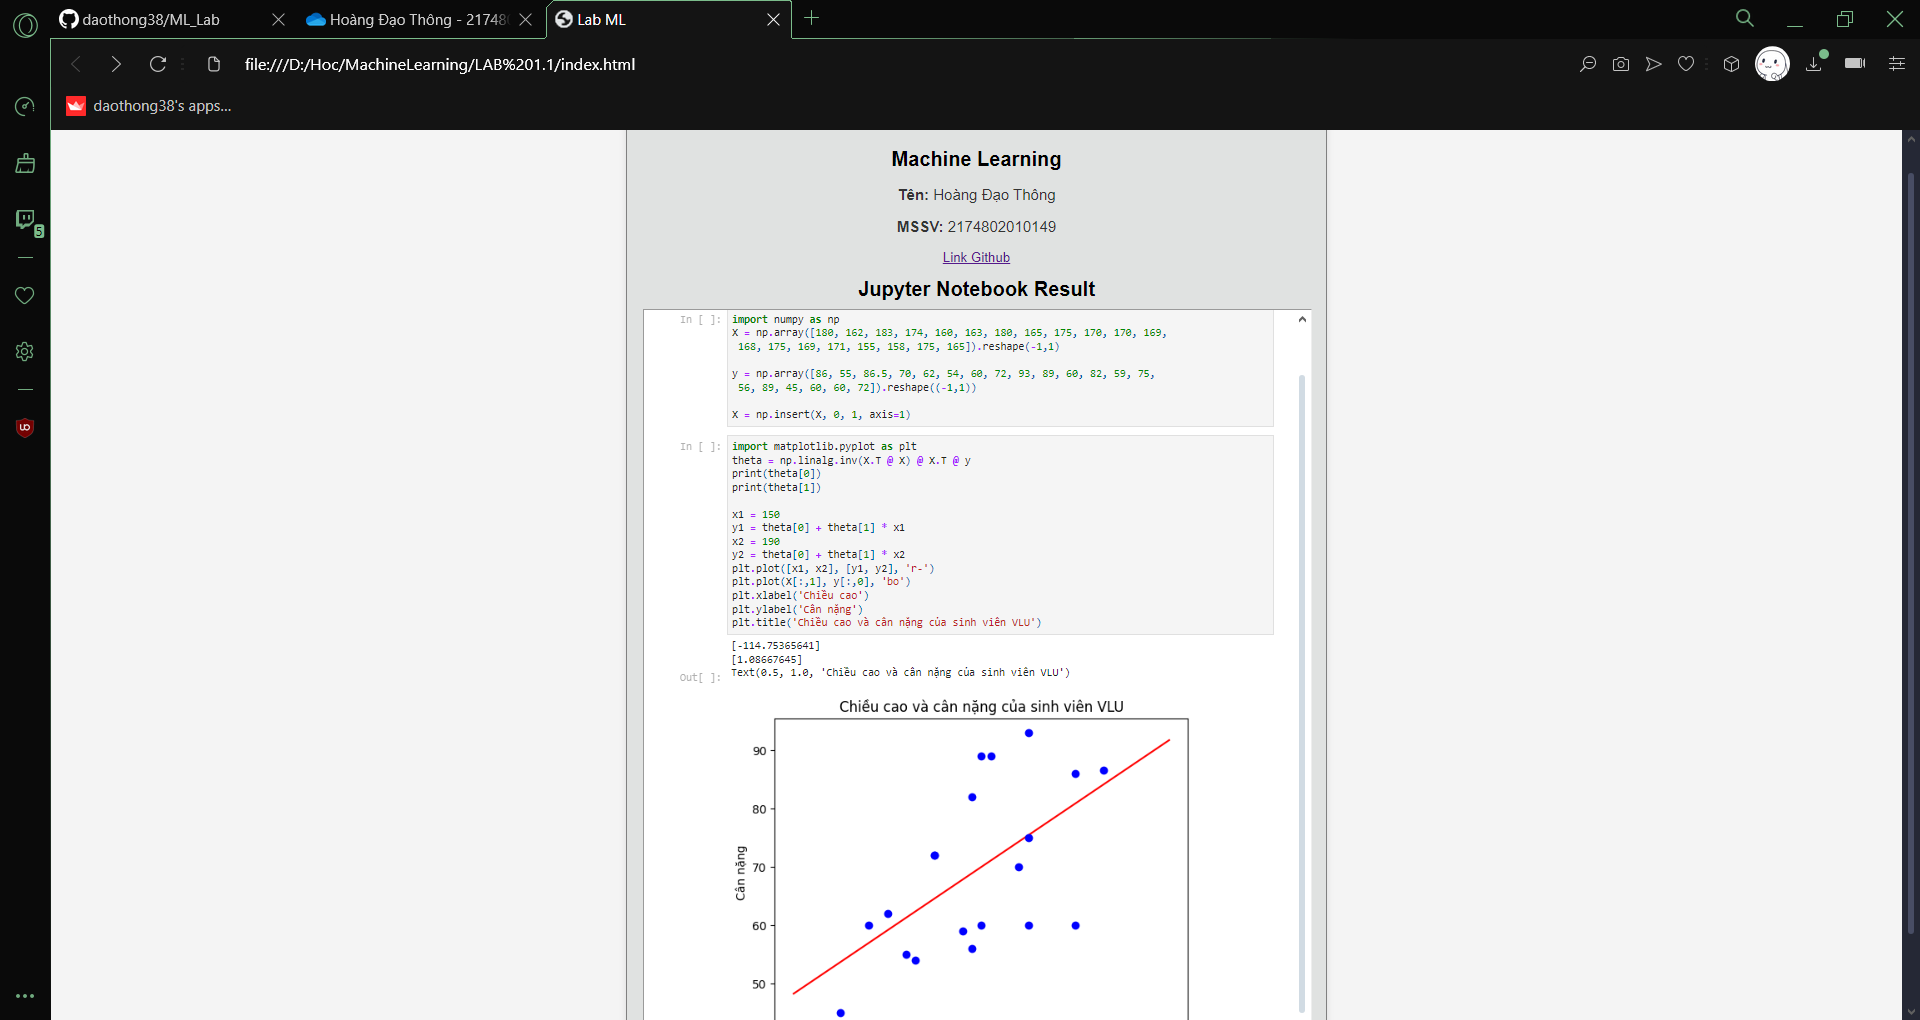 daothong38/ML_Lab
Hoàng Đạo Thông - 21748
Lab ML
file:///D:/Hoc/MachineLearning/LAB%201.1/index.html
daothong38's apps...
5
Machine Learning
Tên: Hoàng Đạo Thông
MSSV: 2174802010149
Link Github
Jupyter Notebook Result
In [ ]:
import numpy as np
X = np.array([180, 162, 183, 174, 160, 163, 180, 165, 175, 170, 170, 169,
168, 175, 169, 171, 155, 158, 175, 165]).reshape(-1,1)
y = np.array([86, 55, 86.5, 70, 62, 54, 60, 72, 93, 89, 60, 82, 59, 75,
56, 89, 45, 60, 60, 72]).reshape((-1,1))
X = np.insert(X, 0, 1, axis=1)
In [ ]:
import matplotlib.pyplot as plt
theta = np.linalg.inv(X.T @ X) @ X.T @ y
print(theta[0])
print(theta[1])
x1 = 150
y1 = theta[0] + theta[1] * x1
x2 = 190
y2 = theta[0] + theta[1] * x2
plt.plot([x1, x2], [y1, y2], 'r-')
plt.plot(X[:,1], y[:,0], 'bo')
plt.xlabel('Chiều cao')
plt.ylabel('Cân nặng')
plt.title('Chiều cao và cân nặng của sinh viên VLU')
[-114.75365641]
[1.08667645]
Out[ ]:
Text(0.5, 1.0, 'Chiều cao và cân nặng của sinh viên VLU')
Chiều cao và cân nặng của sinh viên VLU
90
80
70
60
50
Cân nặng